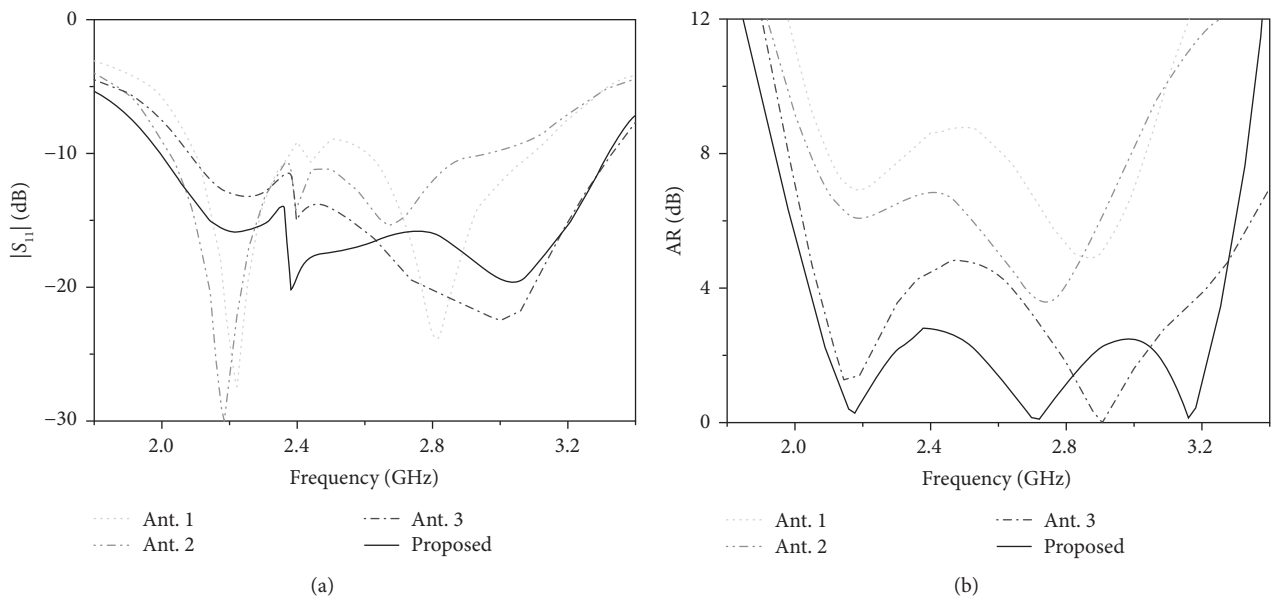 0
−10
−20
−30
|S₁₁| (dB)
2.0 2.4 2.8 3.2
Frequency (GHz)
Ant. 1
Ant. 2
Ant. 3
Proposed
(a)
12
8
4
0
AR (dB)
2.0 2.4 2.8 3.2
Frequency (GHz)
Ant. 1
Ant. 2
Ant. 3
Proposed
(b)